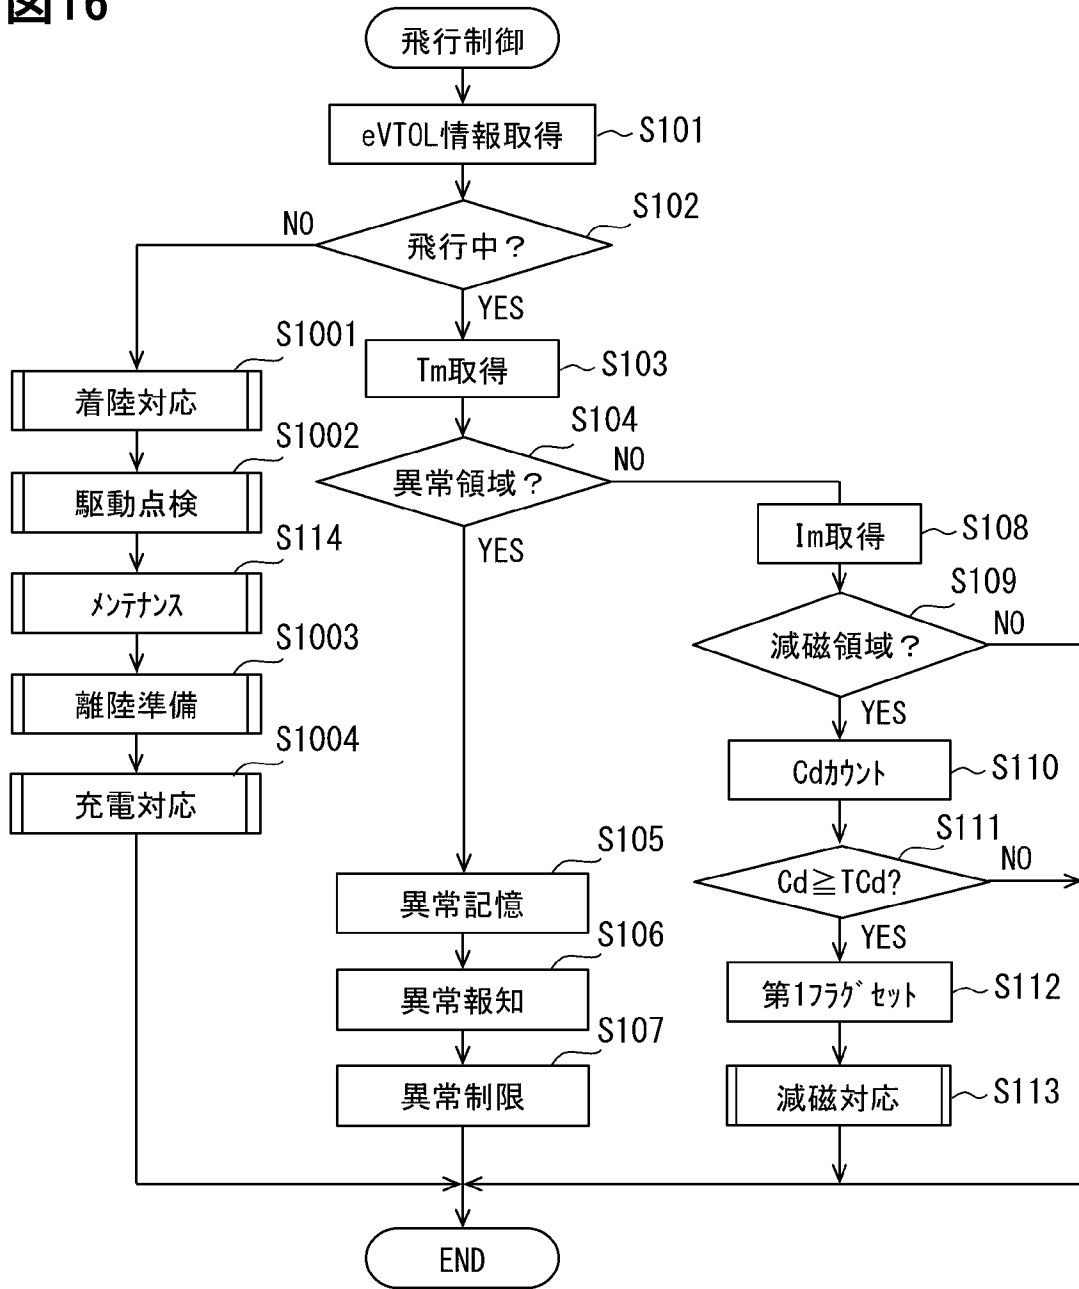 図16
飛行制御
eVTOL情報取得
S101
飛行中？
S102
NO
YES
Tm取得
S103
異常領域？
S104
NO
YES
着陸対応
S1001
駆動点検
S1002
メンテナンス
S114
離陸準備
S1003
充電対応
S1004
異常記憶
S105
異常報知
S106
異常制限
S107
Im取得
S108
減磁領域？
S109
NO
YES
Cdカウント
S110
Cd≧TCd?
S111
NO
YES
第1フラグセット
S112
減磁対応
S113
END